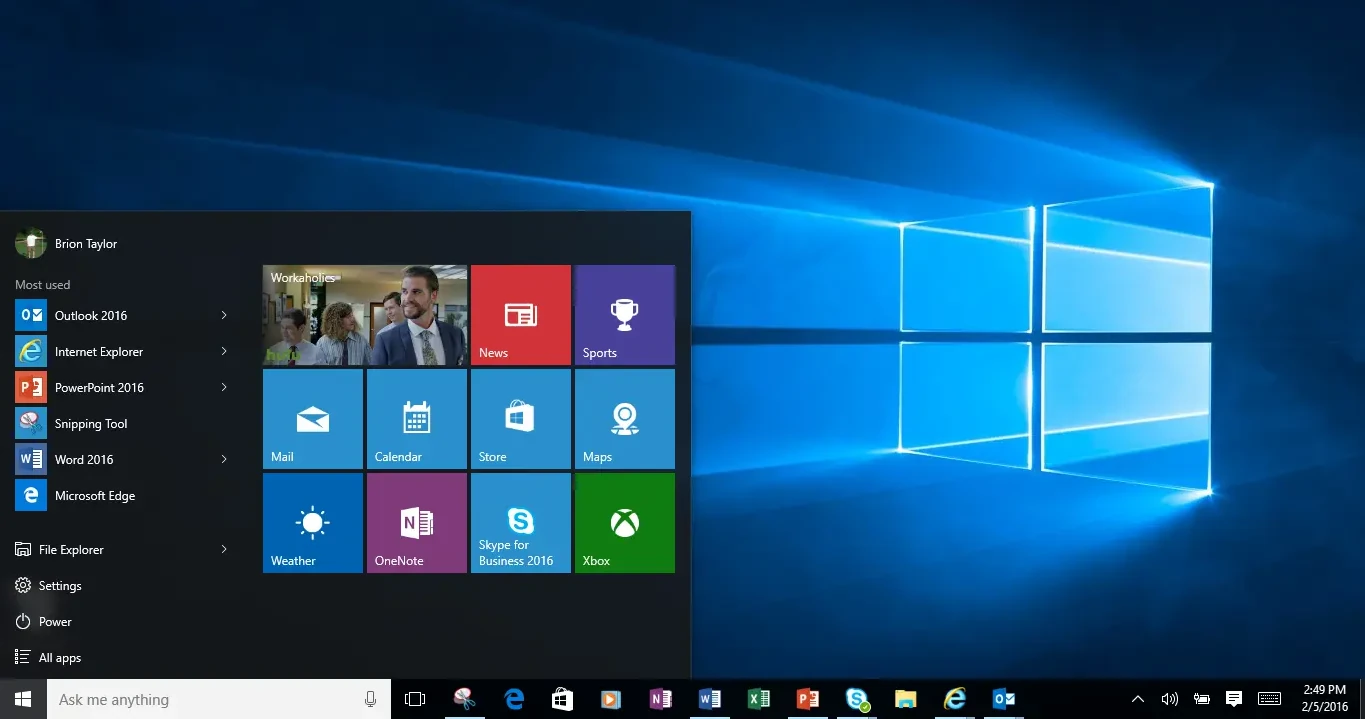 Brion Taylor
Most used
Outlook 2016
Internet Explorer
PowerPoint 2016
Snipping Tool
Word 2016
Microsoft Edge
File Explorer
Settings
Power
All apps
Workaholics
hulu
News
Sports
Mail
Calendar
Store
Maps
Weather
OneNote
Skype for
Business 2016
Xbox
Ask me anything
2:49 PM
2/5/2016